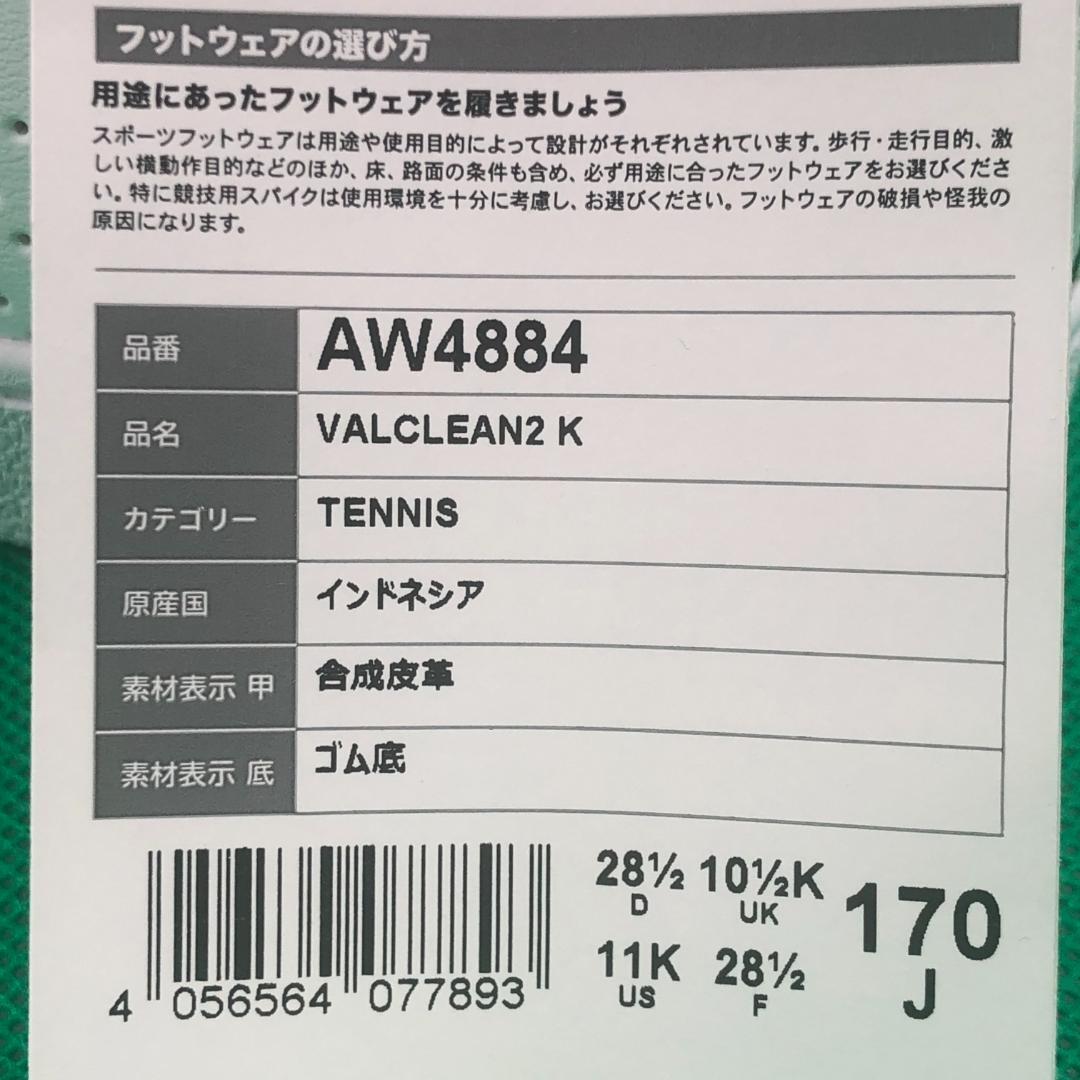 フットウェアの選び方
用途にあったフットウェアを履きましょう
スポーツフットウェアは用途や使用目的によって設計がそれぞれされています。歩行・走行目的、激
しい横動作目的などのほか、床、路面の条件も含め、必ず用途に合ったフットウェアをお選びくださ
い。特に競技用スパイクは使用環境を十分に考慮し、お選びください。フットウェアの破損や怪我の
原因になります。
品番 AW4884
品名 VALCLEAN2 K
カテゴリー TENNIS
原産国 インドネシア
素材表示 甲 合成皮革
素材表示 底 ゴム底
28½ 10½K
D UK
11K 28½
US F
170
J
4 056564 077893